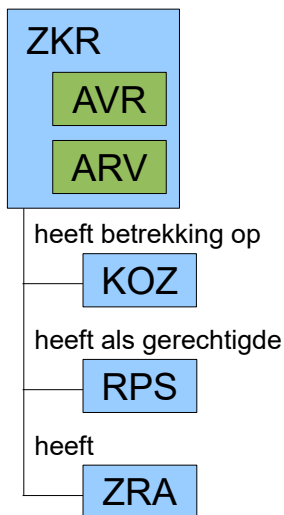 ZKR
AVR
ARV
heeft betrekking op
KOZ
heeft als gerechtigde
RPS
heeft
ZRA